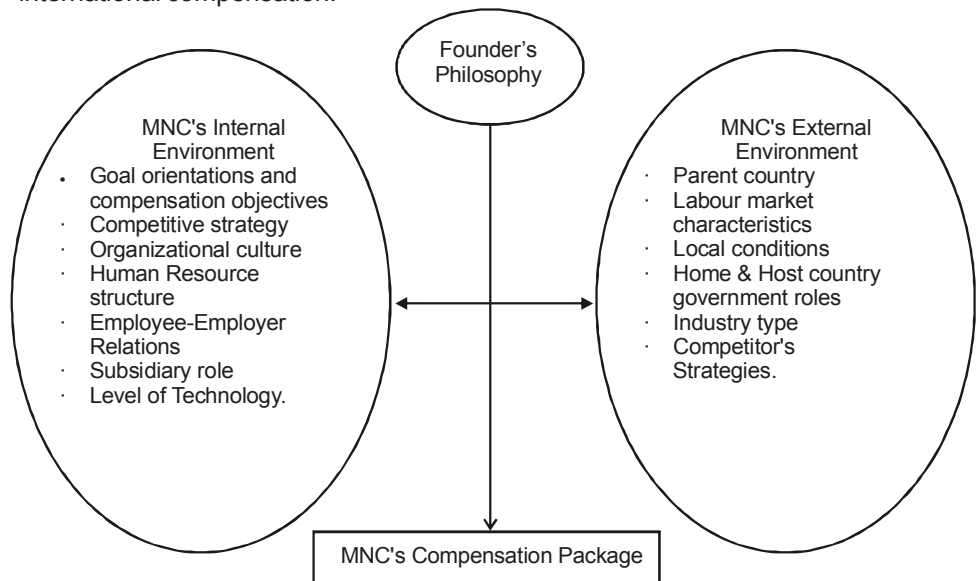 international compensation.
Founder's
Philosophy
MNC's Internal
Environment
• Goal orientations and
compensation objectives
· Competitive strategy
· Organizational culture
· Human Resource
structure
· Employee-Employer
Relations
· Subsidiary role
· Level of Technology.
MNC's External
Environment
· Parent country
· Labour market
characteristics
· Local conditions
· Home & Host country
government roles
· Industry type
· Competitor's
Strategies.
MNC's Compensation Package